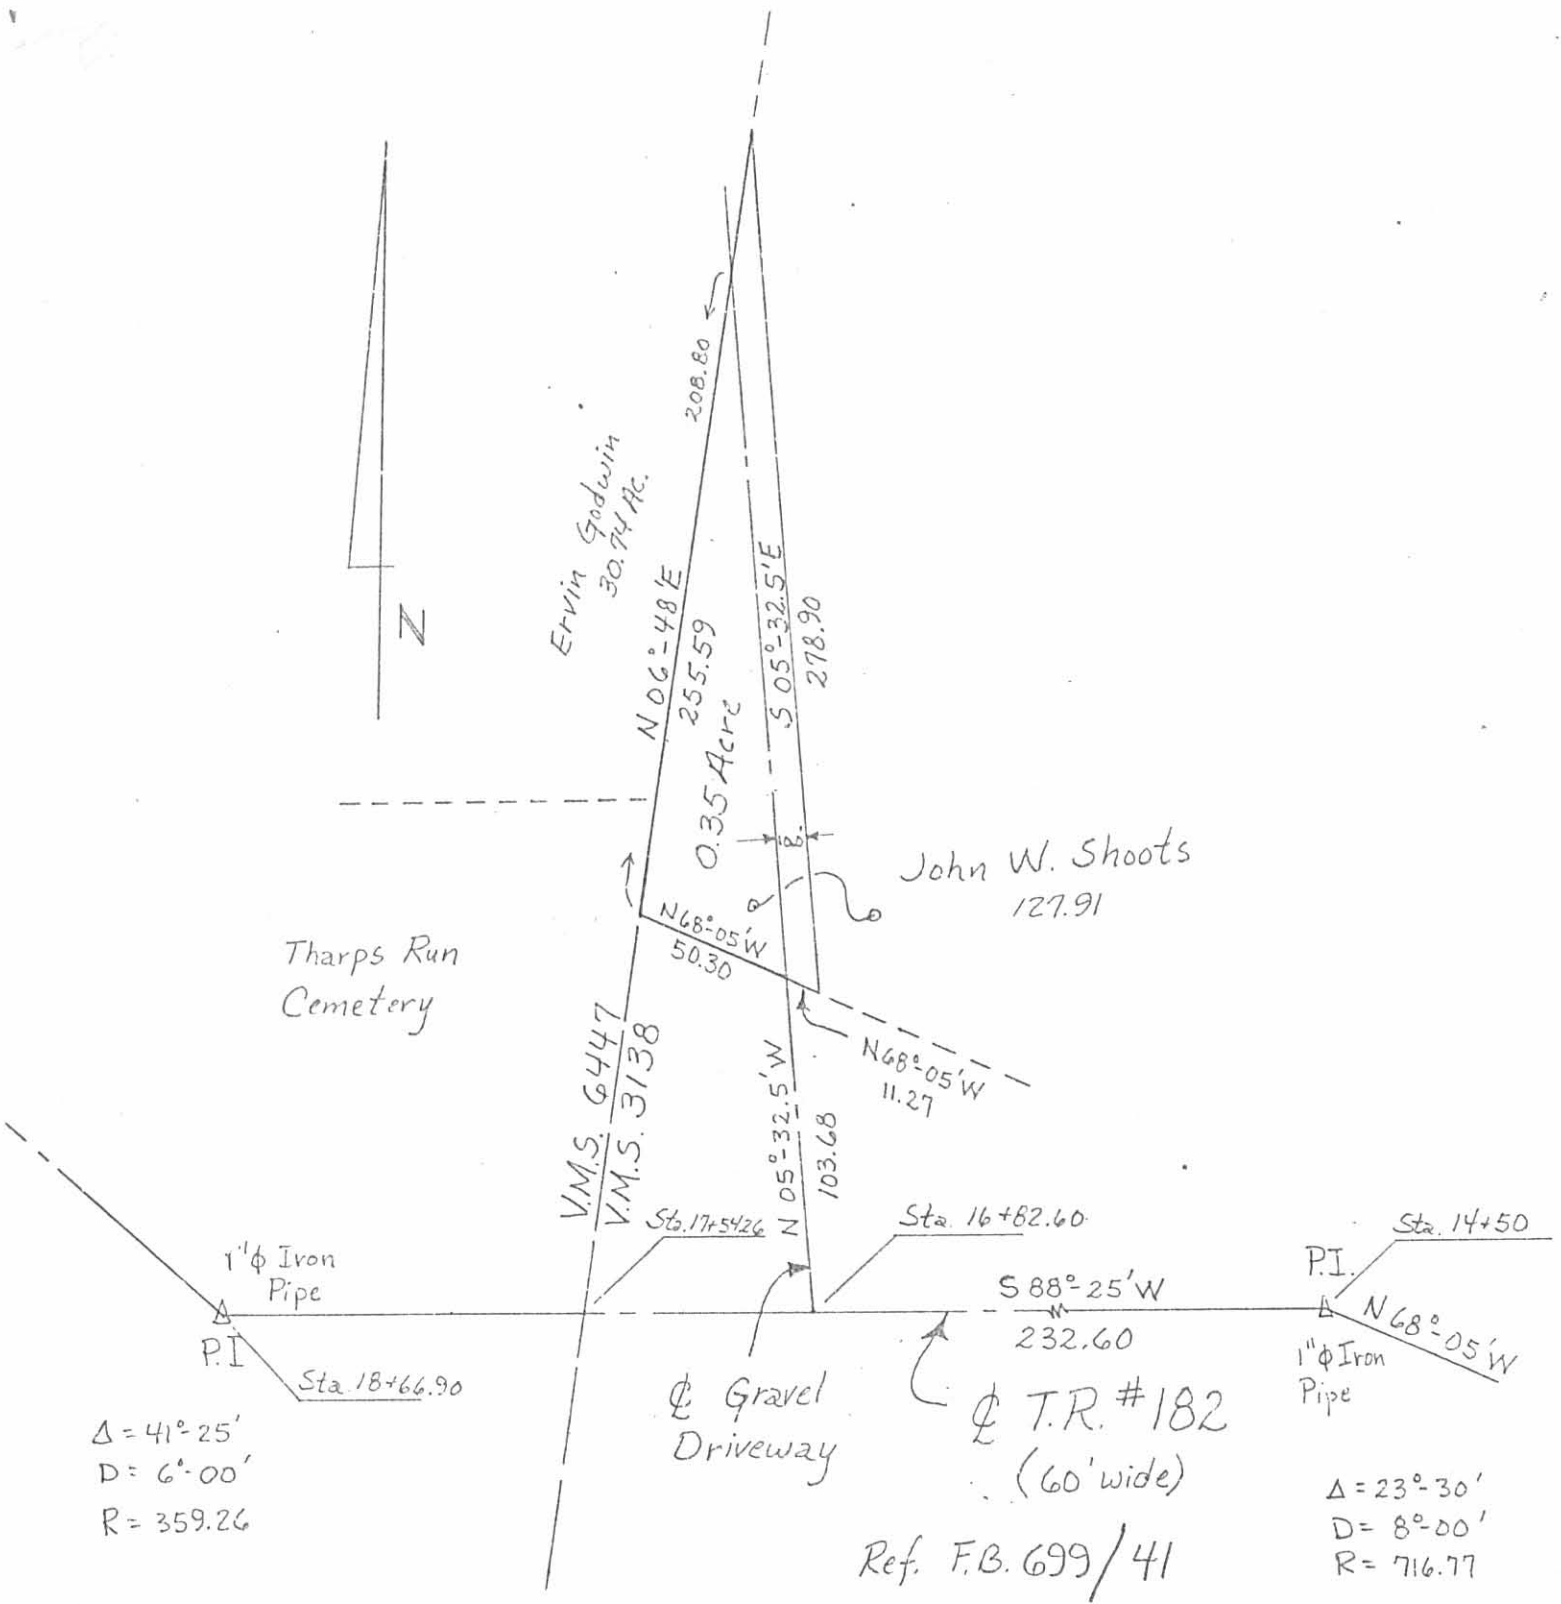 208.80
Ervin Godwin
30.74 Ac.
N
N 06°-48'E
255.59
0.35 Acre
S 05°-32.5'E
278.90
8.
John W. Shoots
127.91
N68°-05'W
50.30
Tharps Run
Cemetery
N68°-05'W
11.27
V.M.S. 6447
V.M.S. 3138
N 05°-32.5'W
103.68
Sta. 17+54.26
Sta. 16+82.60
Sta. 14+50
1"φ Iron
Pipe
P.I
Sta. 18+66.90
S 88°-25'W
232.60
P.I.
N 68°-05'W
1"φ Iron
Pipe
℄ Gravel
Driveway
℄ T.R. #182
(60' wide)
Δ = 41°-25'
D = 6°-00'
R = 359.26
Δ = 23°-30'
D = 8°-00'
R = 716.77
Ref. F.B. 699/41